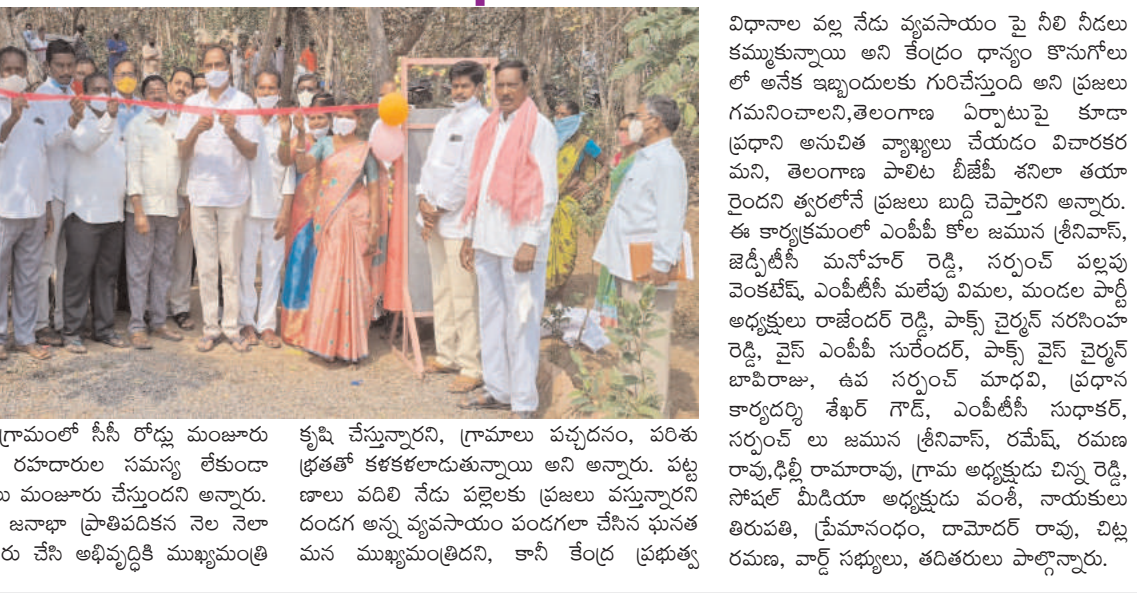 గ్రామంలో సీసీ రోడ్లు మంజూరు
రహదారుల సమస్య లేకుండా
మంజూరు చేస్తుందని అన్నారు.
జనాభా ప్రాతిపదికన నెల నెలా
చేసి అభివృద్ధికి ముఖ్యమంత్రి
కృషి చేస్తున్నారని, గ్రామాలు పచ్చదనం, పరిశు
భ్రతతో కళకళలాడుతున్నాయి అని అన్నారు. పట్ట
ణాలు వదిలి నేడు పల్లెలకు ప్రజలు వస్తున్నారని
దండగ అన్న వ్యవసాయం పండగలా చేసిన ఘనత
మన ముఖ్యమంత్రిదని, కానీ కేంద్ర ప్రభుత్వ
విధానాల వల్ల నేడు వ్యవసాయం పై నీలి నీడలు
కమ్ముకున్నాయి అని కేంద్రం ధాన్యం కొనుగోలు
లో అనేక ఇబ్బందులకు గురిచేస్తుంది అని ప్రజలు
గమనించాలని,తెలంగాణ ఏర్పాటుపై కూడా
ప్రధాని అనుచిత వ్యాఖ్యలు చేయడం విచారకర
మని, తెలంగాణ పాలిట బీజేపీ శనిలా తయా
రైందని త్వరలోనే ప్రజలు బుద్ది చెప్తారని అన్నారు.
ఈ కార్యక్రమంలో ఎంపీపీ కోల జమున శ్రీనివాస్,
జెడ్పీటీసీ మనోహర్ రెడ్డి, సర్పంచ్ పల్లవు
వెంకటేష్, ఎంపీటీసీ మలేపు విమల, మండల పార్టీ
అధ్యక్షులు రాజేందర్ రెడ్డి, పాక్స్ చైర్మన్ నరసింహ
రెడ్డి, వైస్ ఎంపీపీ సురేందర్, పాక్స్ వైస్ చైర్మన్
బాపిరాజు, ఉప సర్పంచ్ మాధవి, ప్రధాన
కార్యదర్శి శేఖర్ గౌడ్, ఎంపీటీసీ సుధాకర్,
సర్పంచ్ లు జమున శ్రీనివాస్, రమేష్, రమణ
రావు,ఢిల్లీ రామారావు, గ్రామ అధ్యక్షుడు చిన్న రెడ్డి,
సోషల్ మీడియా అధ్యక్షుడు వంశీ, నాయకులు
తిరుపతి, ప్రేమానంధం, దామోదర్ రావు, చిట్ల
రమణ, వార్డ్ సభ్యులు, తదితరులు పాల్గొన్నారు.